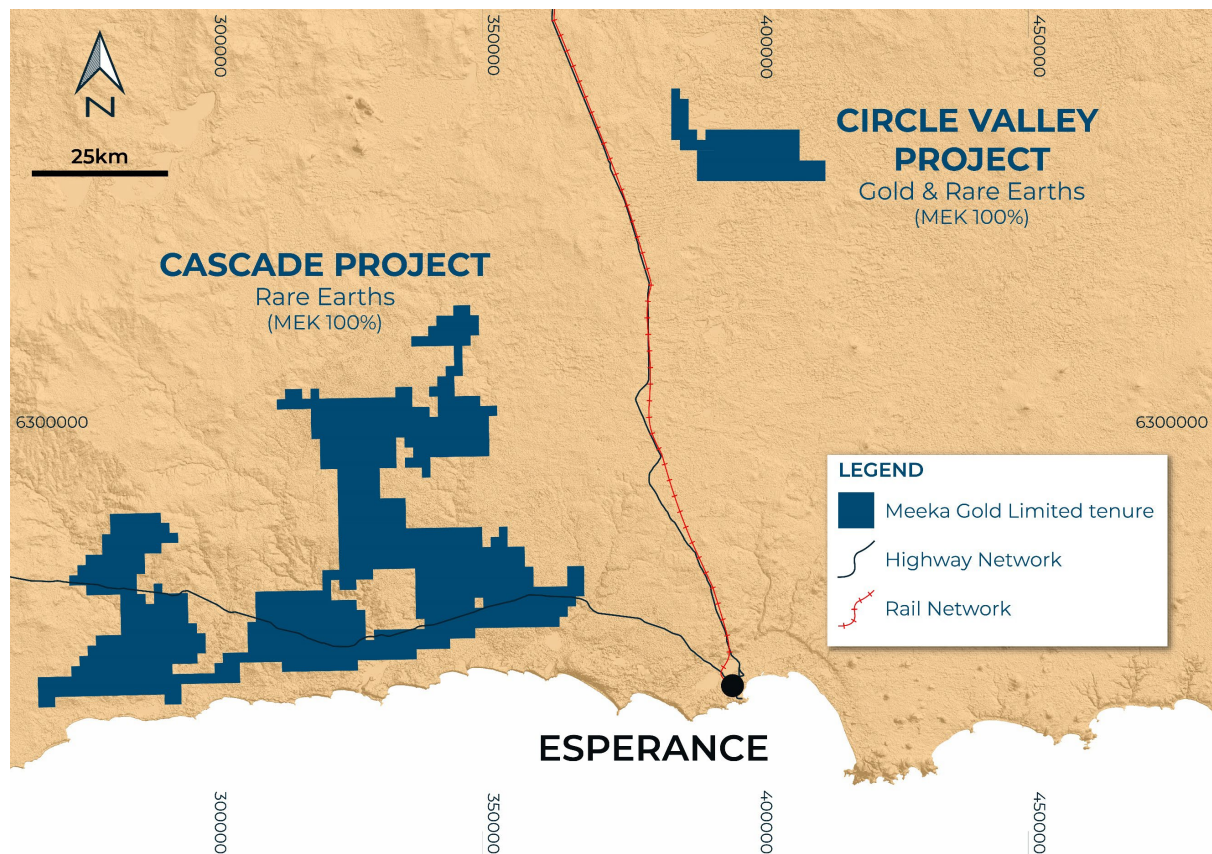 300000
350000
400000
450000
N
25km
CIRCLE VALLEY
PROJECT
Gold & Rare Earths
(MEK 100%)
CASCADE PROJECT
Rare Earths
(MEK 100%)
6300000
6300000
LEGEND
Meeka Gold Limited tenure
Highway Network
Rail Network
ESPERANCE
300000
350000
400000
450000